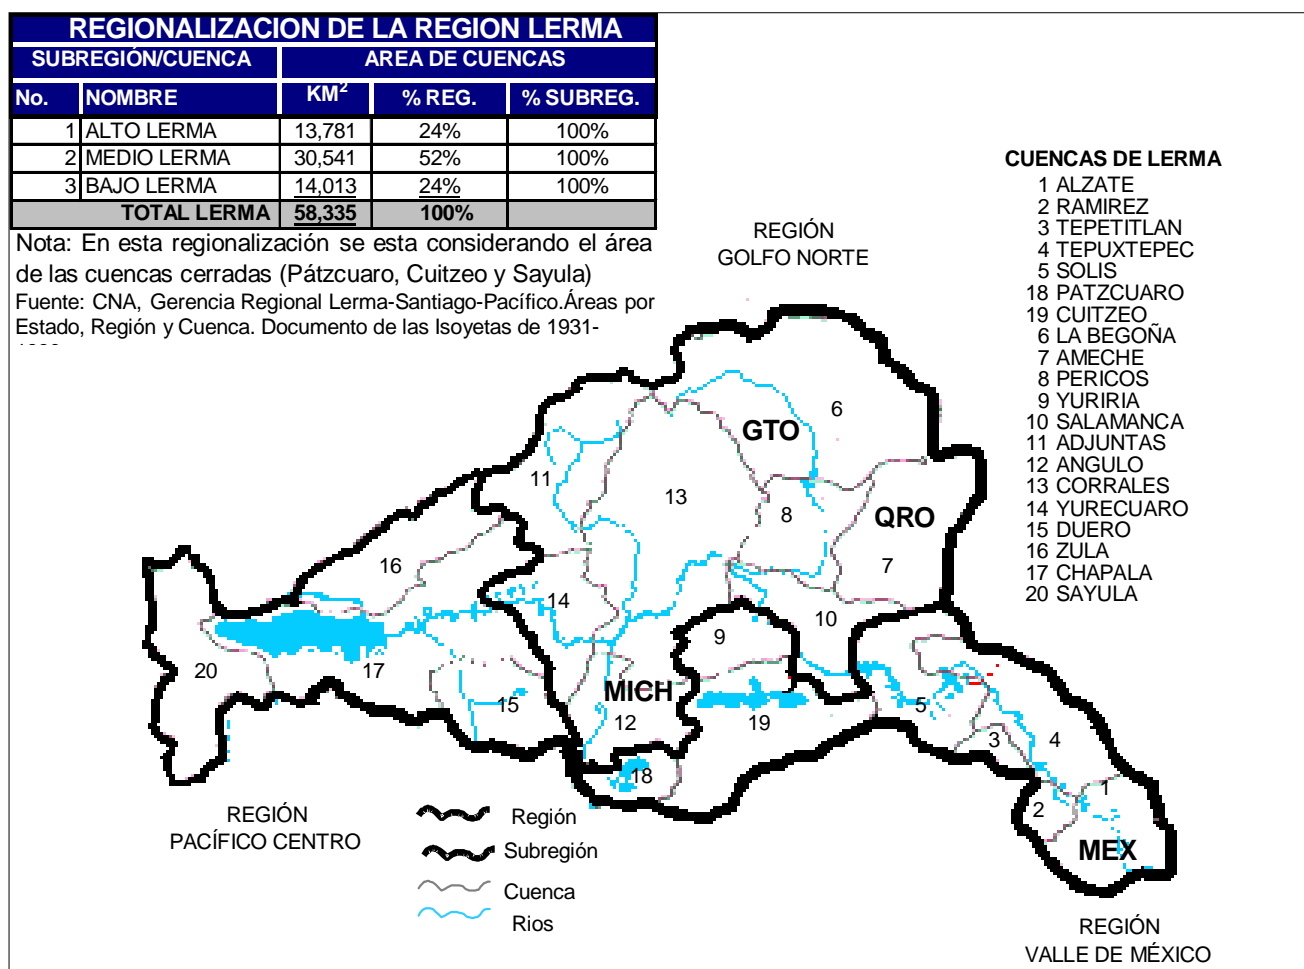 REGIONALIZACION DE LA REGION LERMA
SUBREGIÓN/CUENCA AREA DE CUENCAS
No. NOMBRE KM² % REG. % SUBREG.
1 ALTO LERMA 13,781 24% 100%
2 MEDIO LERMA 30,541 52% 100%
3 BAJO LERMA 14,013 24% 100%
TOTAL LERMA 58,335 100%
Nota: En esta regionalización se esta considerando el área
de las cuencas cerradas (Pátzcuaro, Cuitzeo y Sayula)
Fuente: CNA, Gerencia Regional Lerma-Santiago-Pacífico.Áreas por
Estado, Región y Cuenca. Documento de las Isoyetas de 1931-
CUENCAS DE LERMA
1 ALZATE
2 RAMIREZ
3 TEPETITLAN
4 TEPUXTEPEC
5 SOLIS
18 PATZCUARO
19 CUITZEO
6 LA BEGOÑA
7 AMECHE
8 PERICOS
9 YURIRIA
10 SALAMANCA
11 ADJUNTAS
12 ANGULO
13 CORRALES
14 YURECUARO
15 DUERO
16 ZULA
17 CHAPALA
20 SAYULA
REGIÓN
GOLFO NORTE
6
GTO
11
13
8
QRO
16
7
14
10
9
20
17
MICH
15
12
19
5
4
3
18
1
2
MEX
REGIÓN
PACÍFICO CENTRO
Región
Subregión
Cuenca
Rios
REGIÓN
VALLE DE MÉXICO